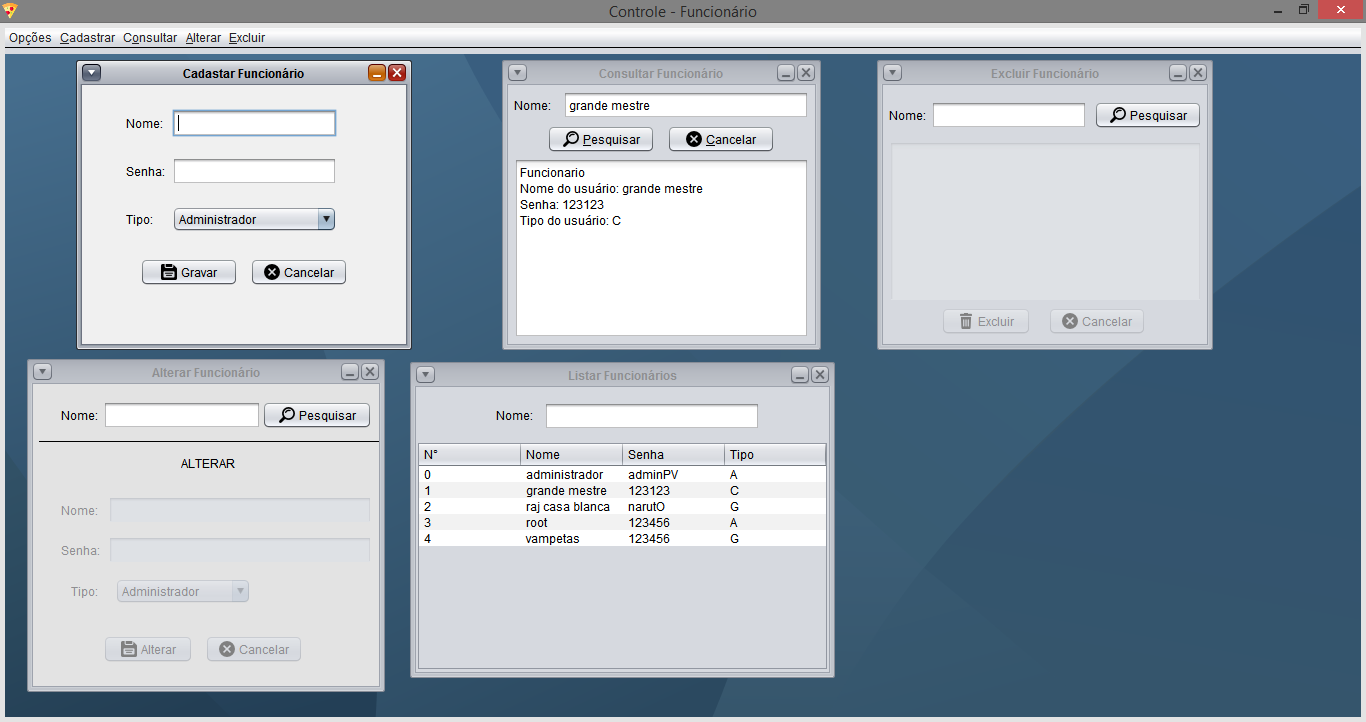 Controle - Funcionário
Opções Cadastrar Consultar Alterar Excluir
Cadastar Funcionário
Nome:
Senha:
Tipo: Administrador
Gravar Cancelar
Consultar Funcionário
Nome: grande mestre
Pesquisar Cancelar
Funcionario
Nome do usuário: grande mestre
Senha: 123123
Tipo do usuário: C
Excluir Funcionário
Nome: Pesquisar
Excluir Cancelar
Alterar Funcionário
Nome: Pesquisar
ALTERAR
Nome:
Senha:
Tipo: Administrador
Alterar Cancelar
Listar Funcionários
Nome:
N° Nome Senha Tipo
0 administrador adminPV A
1 grande mestre 123123 C
2 raj casa blanca narutO G
3 root 123456 A
4 vampetas 123456 G